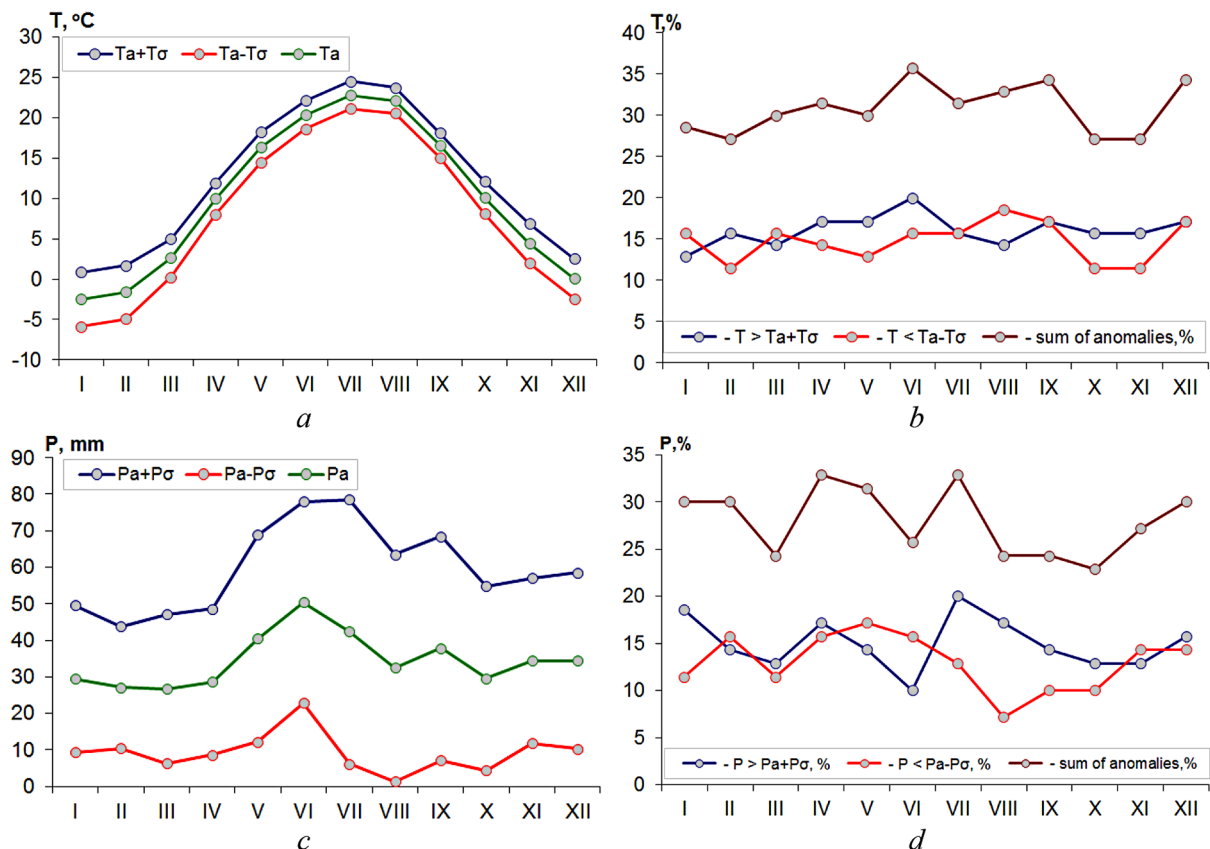 T, °C
30
25
20
15
10
5
0
-5
-10
Ta+Tσ Ta-Tσ Ta
I II III IV V VI VII VIII IX X XI XII
a
T,%
40
35
30
25
20
15
10
5
0
- T > Ta+Tσ - T < Ta-Tσ - sum of anomalies,%
I II III IV V VI VII VIII IX X XI XII
b
P, mm
90
80
70
60
50
40
30
20
10
0
Pa+Pσ Pa-Pσ Pa
I II III IV V VI VII VIII IX X XI XII
c
P,%
35
30
25
20
15
10
5
0
- P > Pa+Pσ, % - P < Pa-Pσ, % - sum of anomalies,%
I II III IV V VI VII VIII IX X XI XII
d